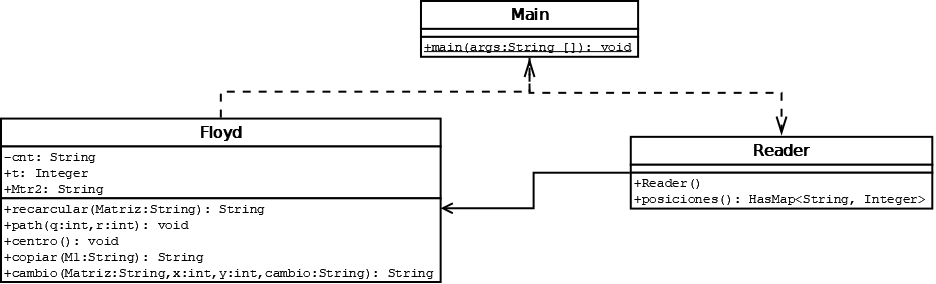 Main
+main(args:String []): void
Floyd
-cnt: String
+t: Integer
+Mtr2: String
+recarcular(Matriz:String): String
+path(q:int,r:int): void
+centro(): void
+copiar(M1:String): String
+cambio(Matriz:String,x:int,y:int,cambio:String): String
Reader
+Reader()
+posiciones(): HasMap<String, Integer>